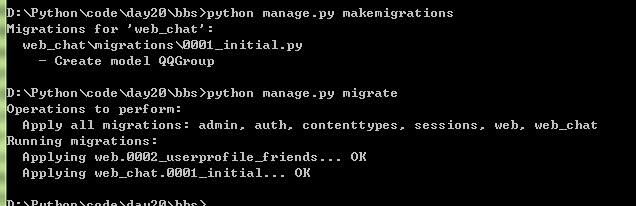 D:\Python\code\day20\bbs>python manage.py makemigrations
Migrations for 'web_chat':
  web_chat\migrations\0001_initial.py
    - Create model QQGroup
D:\Python\code\day20\bbs>python manage.py migrate
Operations to perform:
  Apply all migrations: admin, auth, contenttypes, sessions, web, web_chat
Running migrations:
  Applying web.0002_userprofile_friends... OK
  Applying web_chat.0001_initial... OK
D:\Python\code\day20\bbs>